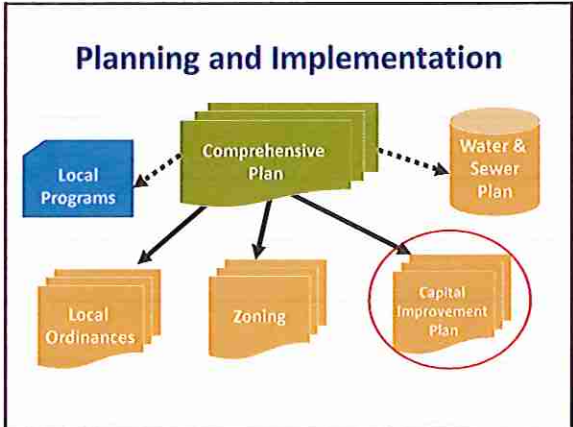 Planning and Implementation
Comprehensive
Plan
Local
Programs
Water &
Sewer
Plan
Local
Ordinances
Zoning
Capital
Improvement
Plan